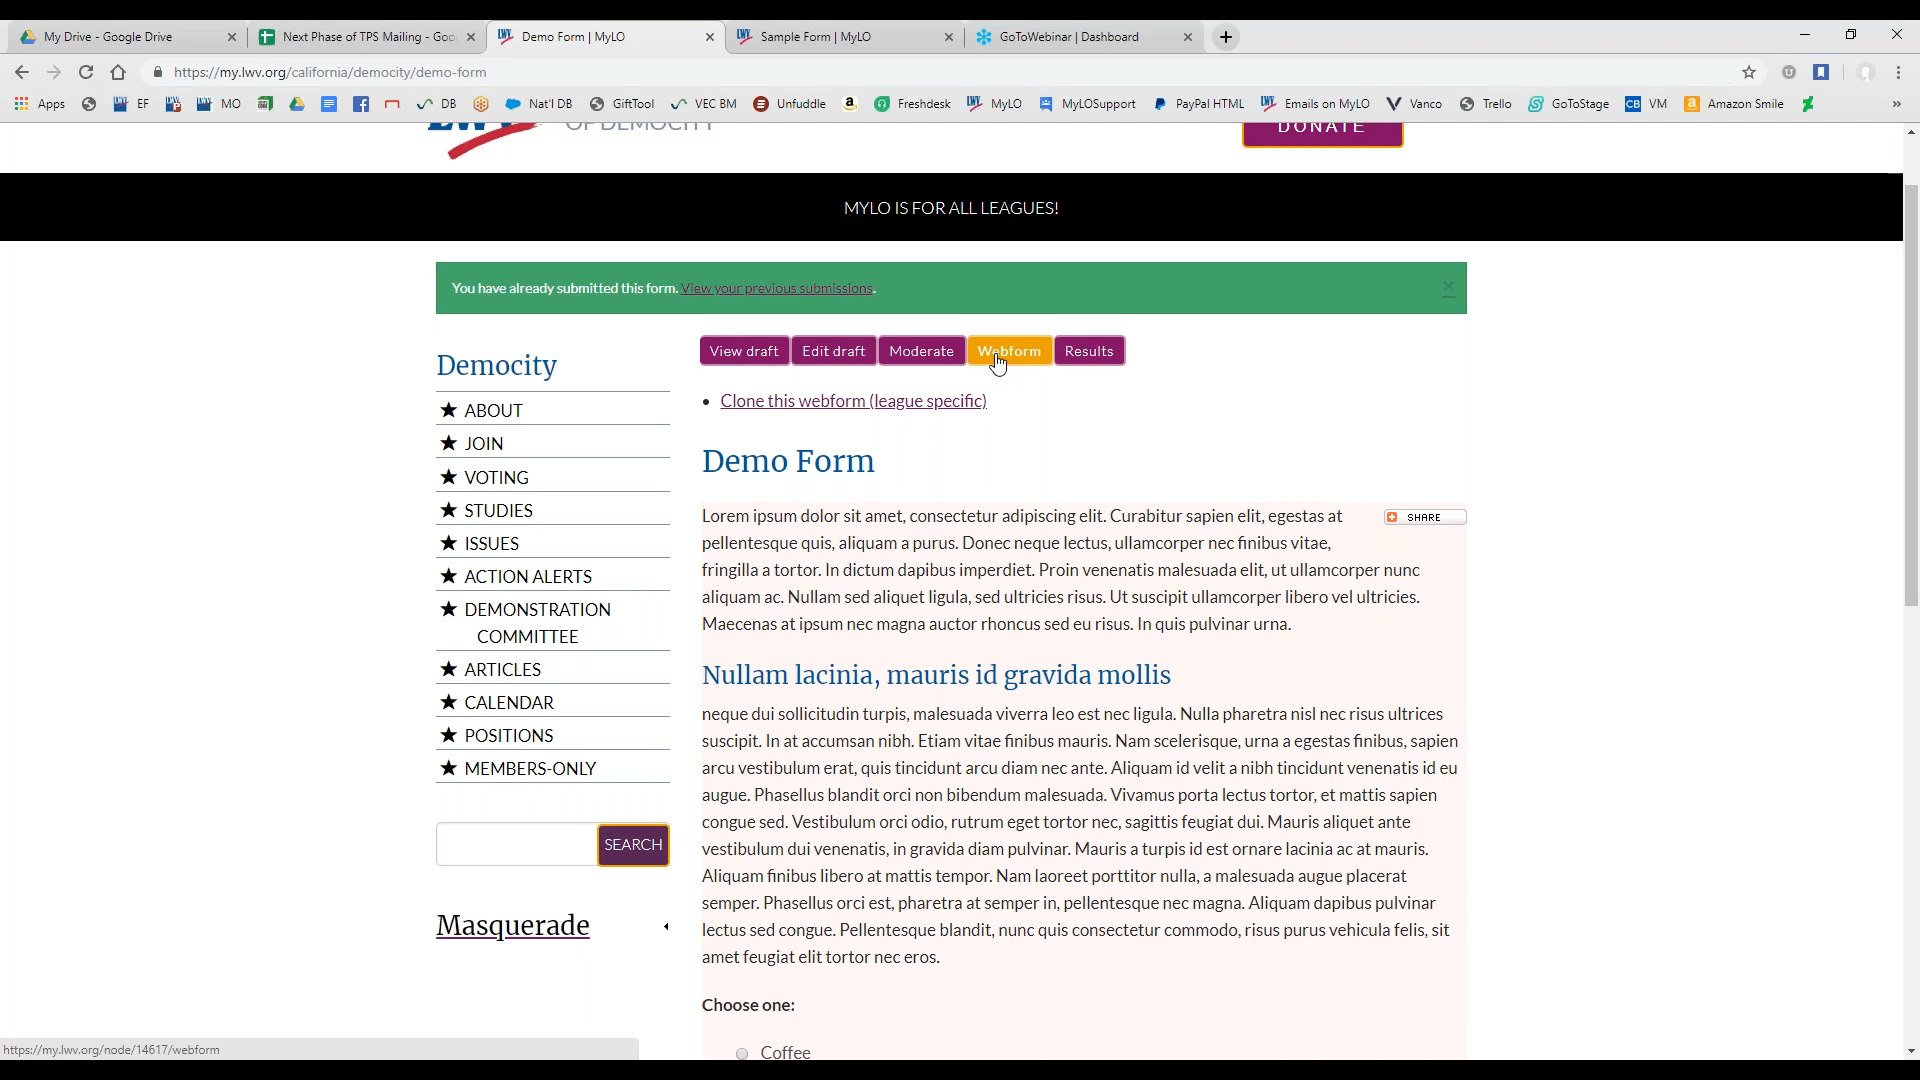 My Drive - Google Drive
Next Phase of TPS Mailing - Goo
Demo Form | MyLO
Sample Form | MyLO
GoToWebinar | Dashboard
https://my.lwv.org/california/democity/demo-form
Apps EF MO DB Nat'l DB GiftTool VEC BM Unfuddle Freshdesk MyLO MyLOSupport PayPal HTML Emails on MyLO Vanco Trello GoToStage VM Amazon Smile
OF DEMOCITY
DONATE
MYLO IS FOR ALL LEAGUES!
You have already submitted this form. View your previous submissions.
View draft Edit draft Moderate Webform Results
Clone this webform (league specific)
Democity
ABOUT
JOIN
VOTING
STUDIES
ISSUES
ACTION ALERTS
DEMONSTRATION
COMMITTEE
ARTICLES
CALENDAR
POSITIONS
MEMBERS-ONLY
SEARCH
Masquerade
Demo Form
SHARE
Lorem ipsum dolor sit amet, consectetur adipiscing elit. Curabitur sapien elit, egestas at
pellentesque quis, aliquam a purus. Donec neque lectus, ullamcorper nec finibus vitae,
fringilla a tortor. In dictum dapibus imperdiet. Proin venenatis malesuada elit, ut ullamcorper nunc
aliquam ac. Nullam sed aliquet ligula, sed ultricies risus. Ut suscipit ullamcorper libero vel ultricies.
Maecenas at ipsum nec magna auctor rhoncus sed eu risus. In quis pulvinar urna.
Nullam lacinia, mauris id gravida mollis
neque dui sollicitudin turpis, malesuada viverra leo est nec ligula. Nulla pharetra nisl nec risus ultrices
suscipit. In at accumsan nibh. Etiam vitae finibus mauris. Nam scelerisque, urna a egestas finibus, sapien
arcu vestibulum erat, quis tincidunt arcu diam nec ante. Aliquam id velit a nibh tincidunt venenatis id eu
augue. Phasellus blandit orci non bibendum malesuada. Vivamus porta lectus tortor, et mattis sapien
congue sed. Vestibulum orci odio, rutrum eget tortor nec, sagittis feugiat dui. Mauris aliquet ante
vestibulum dui venenatis, in gravida diam pulvinar. Mauris a turpis id est ornare lacinia ac at mauris.
Aliquam finibus libero at mattis tempor. Nam laoreet porttitor nulla, a malesuada augue placerat
semper. Phasellus orci est, pharetra at semper in, pellentesque nec magna. Aliquam dapibus pulvinar
lectus sed congue. Pellentesque blandit, nunc quis consectetur commodo, risus purus vehicula felis, sit
amet feugiat elit tortor nec eros.
Choose one:
Coffee
https://my.lwv.org/node/14617/webform